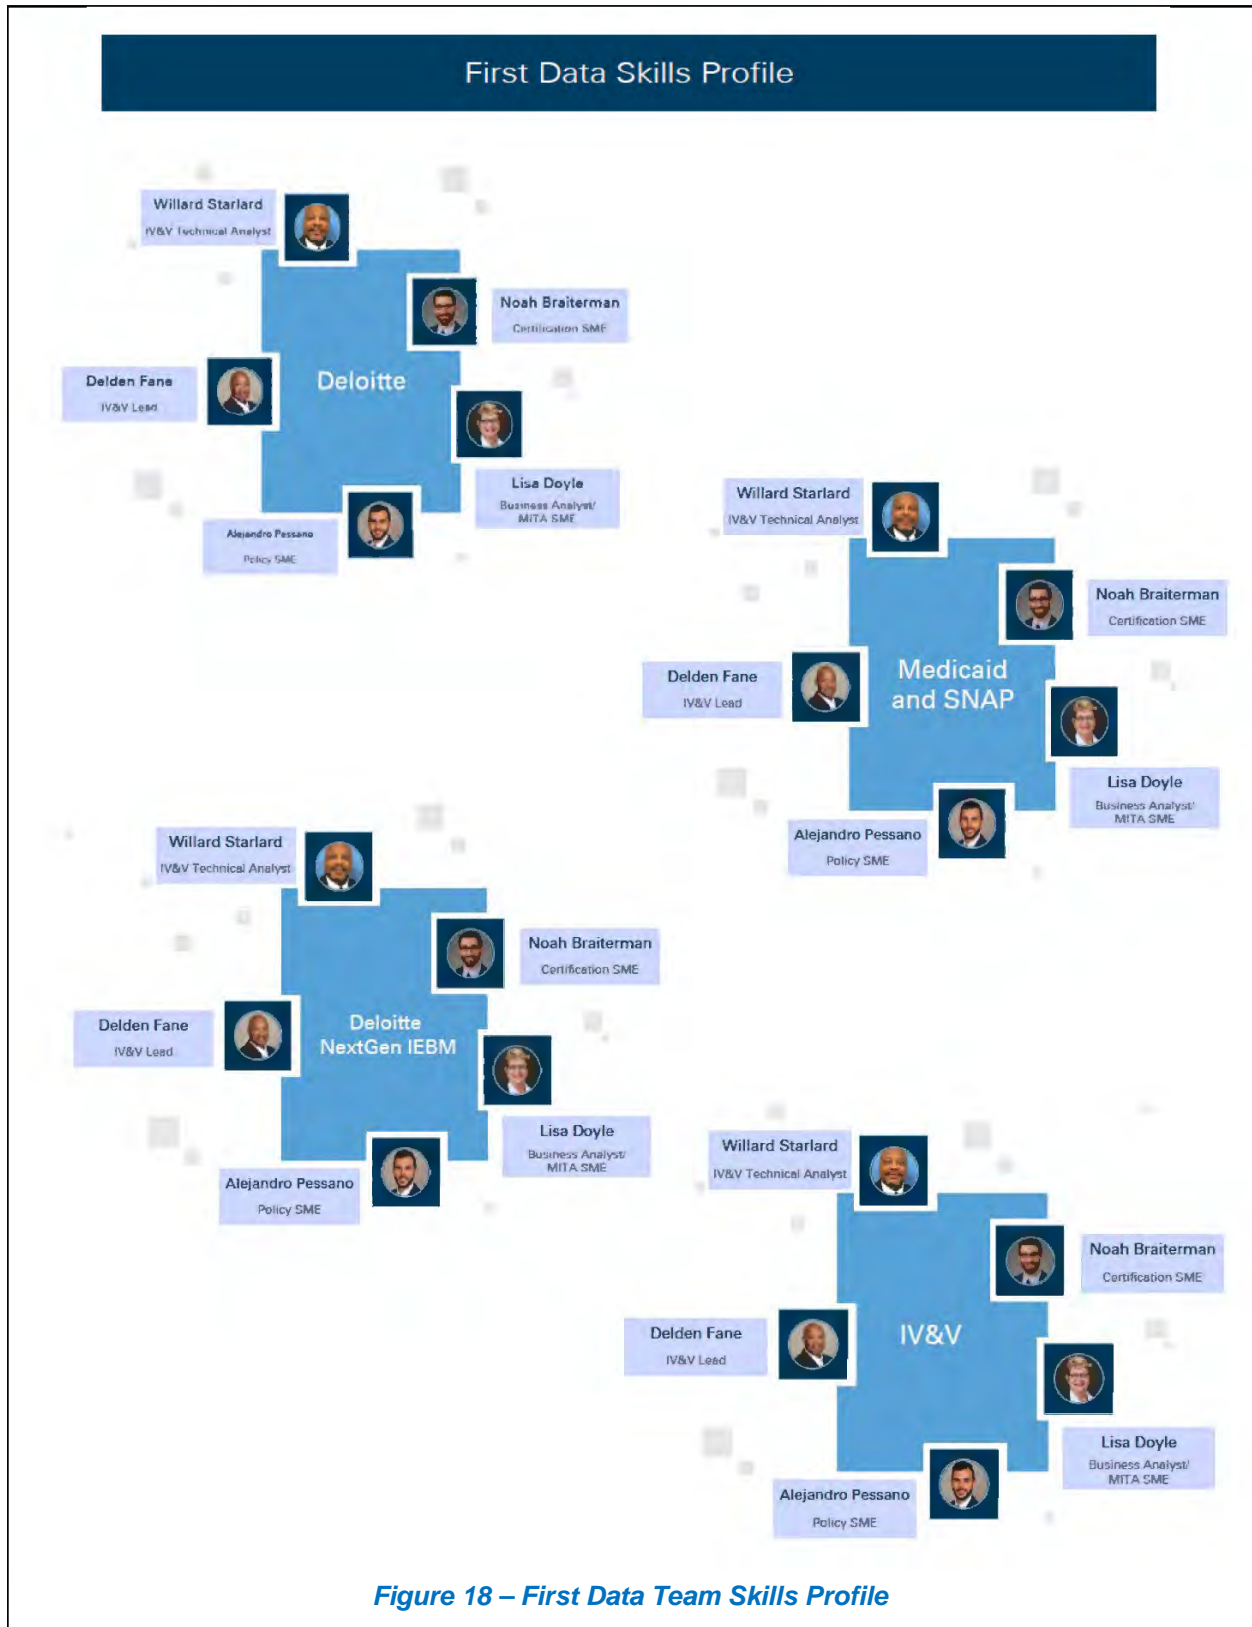 First Data Skills Profile
Willard Starlard
IV&V Technical Analyst
Noah Braiterman
Certification SME
Deloitte
Delden Fane
IV&V Lead
Lisa Doyle
Business Analyst/
MITA SME
Alejandro Pessano
Policy SME
Willard Starlard
IV&V Technical Analyst
Noah Braiterman
Certification SME
Medicaid
and SNAP
Delden Fane
IV&V Lead
Lisa Doyle
Business Analyst/
MITA SME
Alejandro Pessano
Policy SME
Willard Starlard
IV&V Technical Analyst
Noah Braiterman
Certification SME
Deloitte
NextGen IEBM
Delden Fane
IV&V Lead
Lisa Doyle
Business Analyst/
MITA SME
Alejandro Pessano
Policy SME
Willard Starlard
IV&V Technical Analyst
Noah Braiterman
Certification SME
IV&V
Delden Fane
IV&V Lead
Lisa Doyle
Business Analyst/
MITA SME
Alejandro Pessano
Policy SME
Figure 18 – First Data Team Skills Profile